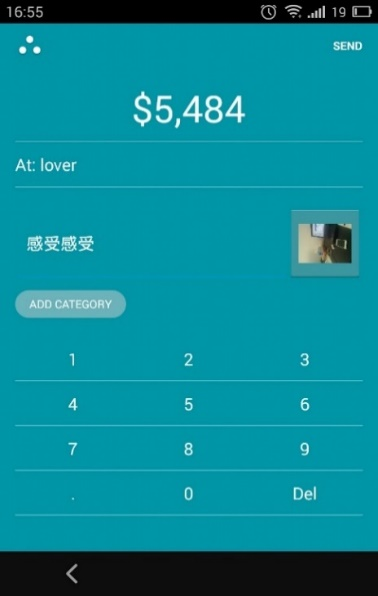 16:55 19
SEND
$5,484
At: lover
感受感受
ADD CATEGORY
1 2 3
4 5 6
7 8 9
. 0 Del